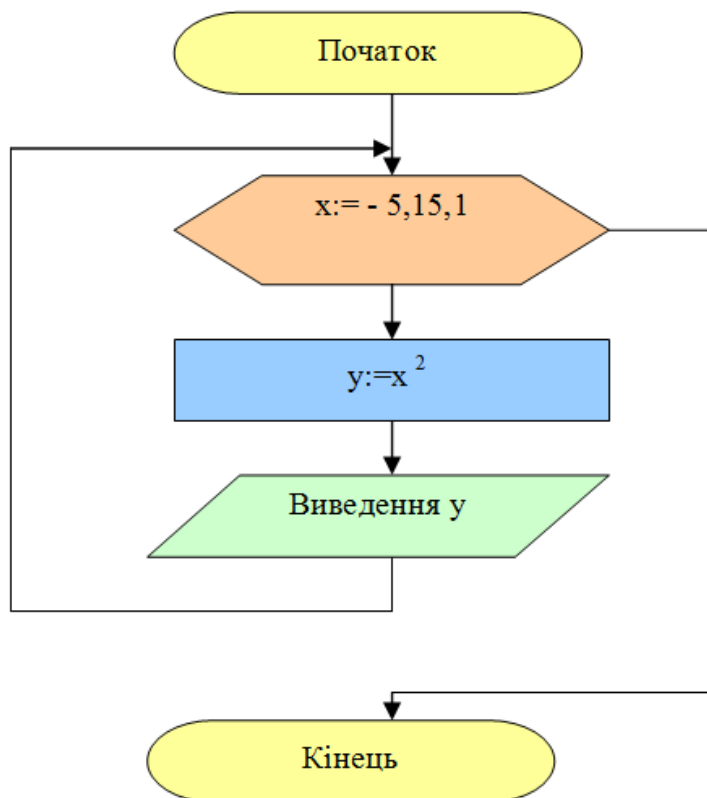 Початок
x:= - 5,15,1
y:=x ²
Виведення y
Кінець